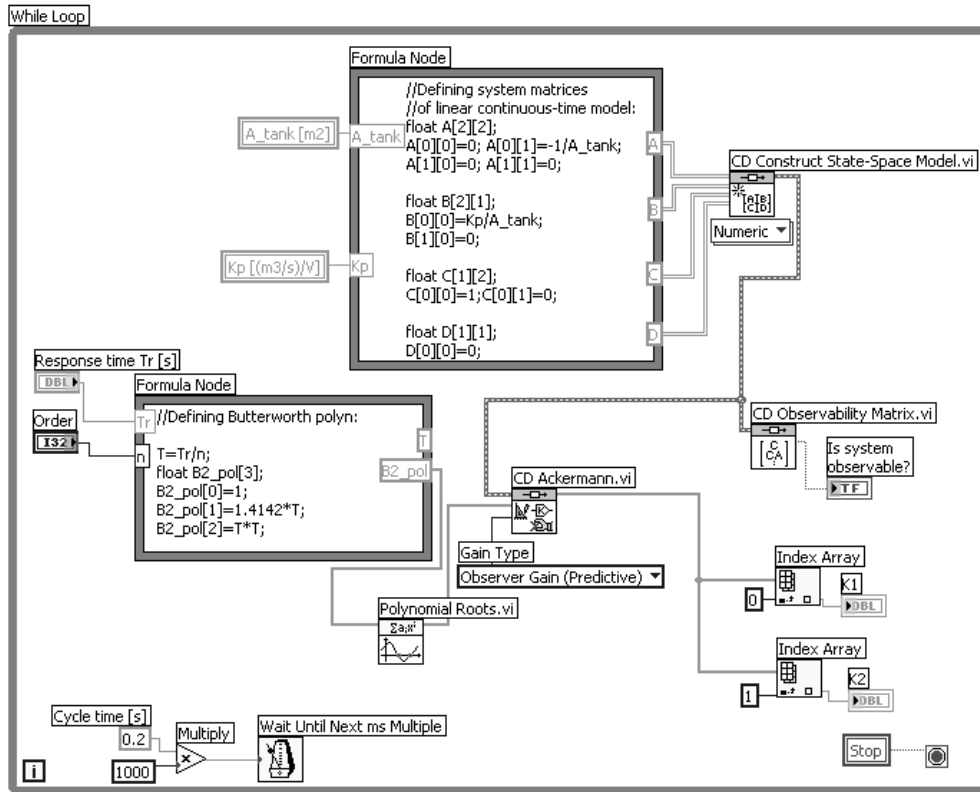 While Loop
Formula Node
//Defining system matrices
//of linear continuous-time model:
float A[2][2];
A[0][0]=0; A[0][1]=-1/A_tank;
A[1][0]=0; A[1][1]=0;
float B[2][1];
B[0][0]=Kp/A_tank;
B[1][0]=0;
float C[1][2];
C[0][0]=1;C[0][1]=0;
float D[1][1];
D[0][0]=0;
A_tank [m2]
A_tank
Kp [(m3/s)/V]
Kp
A
B
C
D
CD Construct State-Space Model.vi
[A|B]
[C|D]
Numeric
Response time Tr [s]
DBL
Order
I32
Formula Node
Tr
n
//Defining Butterworth polyn:
T=Tr/n;
float B2_pol[3];
B2_pol[0]=1;
B2_pol[1]=1.4142*T;
B2_pol[2]=T*T;
T
B2_pol
CD Observability Matrix.vi
C
CA
Is system
observable?
TF
CD Ackermann.vi
K
Gain Type
Observer Gain (Predictive)
Polynomial Roots.vi
Σaᵢxⁱ
Index Array
0
K1
DBL
Index Array
1
K2
DBL
Cycle time [s]
0.2
1000
Multiply
x
Wait Until Next ms Multiple
Stop
i